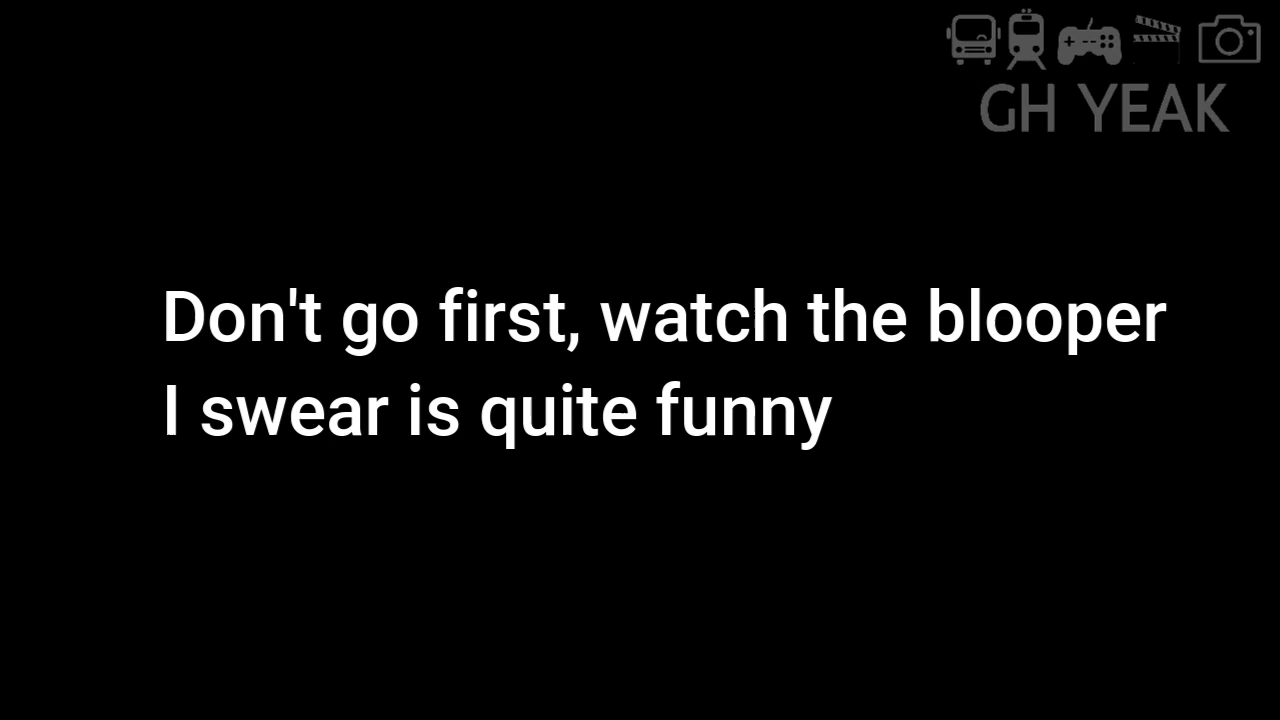 GH YEAK
Don't go first, watch the blooper
I swear is quite funny